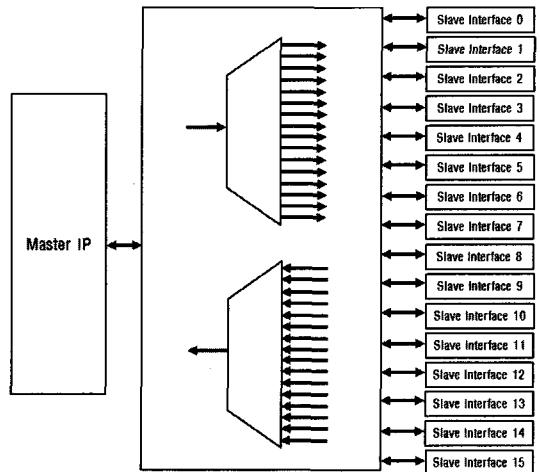 Master IP
Slave Interface 0
Slave Interface 1
Slave Interface 2
Slave Interface 3
Slave Interface 4
Slave Interface 5
Slave Interface 6
Slave Interface 7
Slave Interface 8
Slave Interface 9
Slave Interface 10
Slave Interface 11
Slave Interface 12
Slave Interface 13
Slave Interface 14
Slave Interface 15